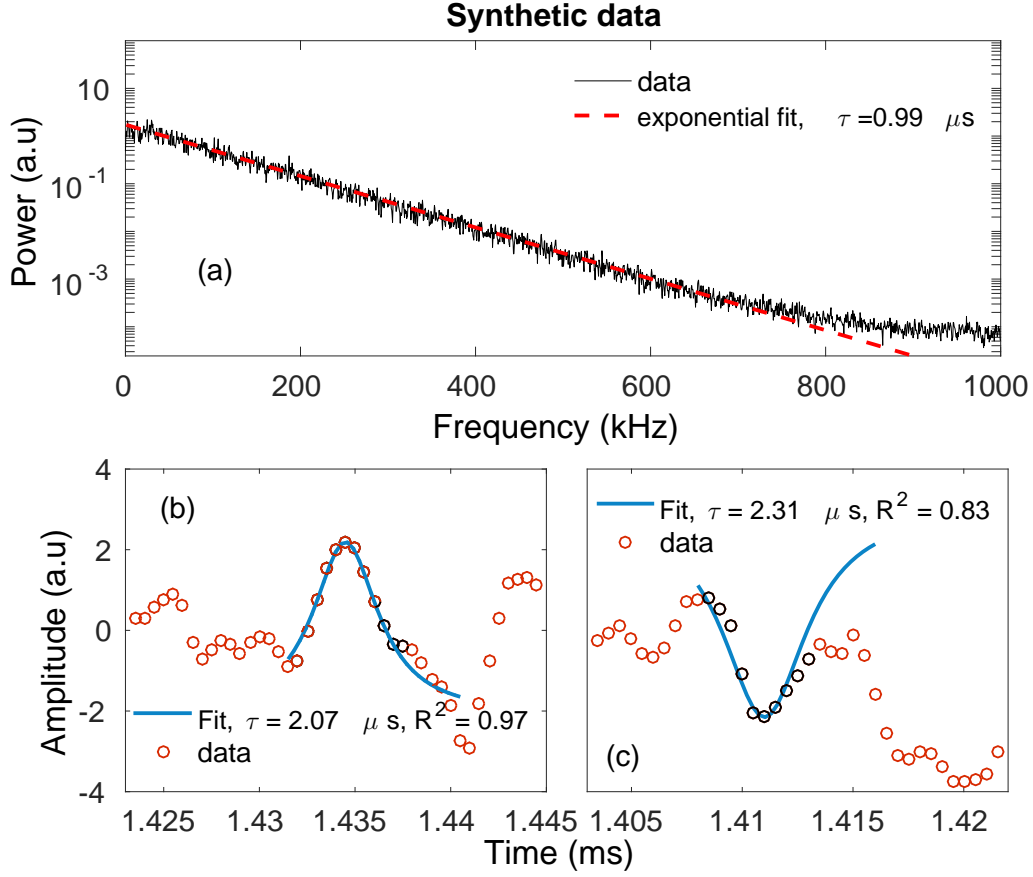 Synthetic data
Power (a.u)
10
10^-1
10^-3
data
exponential fit, τ =0.99 μs
(a)
0 200 400 600 800 1000
Frequency (kHz)
Amplitude (a.u)
4
2
0
-2
-4
(b)
Fit, τ = 2.07 μ s, R^2 = 0.97
data
1.425 1.43 1.435 1.44 1.445
Fit, τ = 2.31 μ s, R^2 = 0.83
data
(c)
1.405 1.41 1.415 1.42
Time (ms)